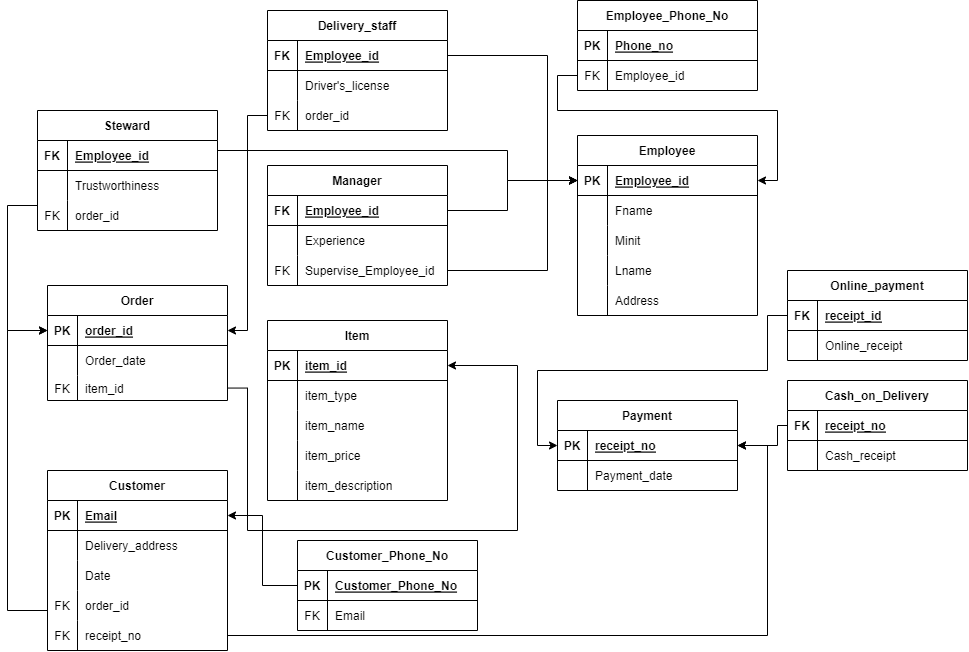 Delivery_staff
FK Employee_id
Driver's_license
FK order_id
Employee_Phone_No
PK Phone_no
FK Employee_id
Steward
FK Employee_id
Trustworthiness
FK order_id
Manager
FK Employee_id
Experience
FK Supervise_Employee_id
Employee
PK Employee_id
Fname
Minit
Lname
Address
Order
PK order_id
Order_date
FK item_id
Item
PK item_id
item_type
item_name
item_price
item_description
Online_payment
FK receipt_id
Online_receipt
Payment
PK receipt_no
Payment_date
Cash_on_Delivery
FK receipt_no
Cash_receipt
Customer
PK Email
Delivery_address
Date
FK order_id
FK receipt_no
Customer_Phone_No
PK Customer_Phone_No
FK Email